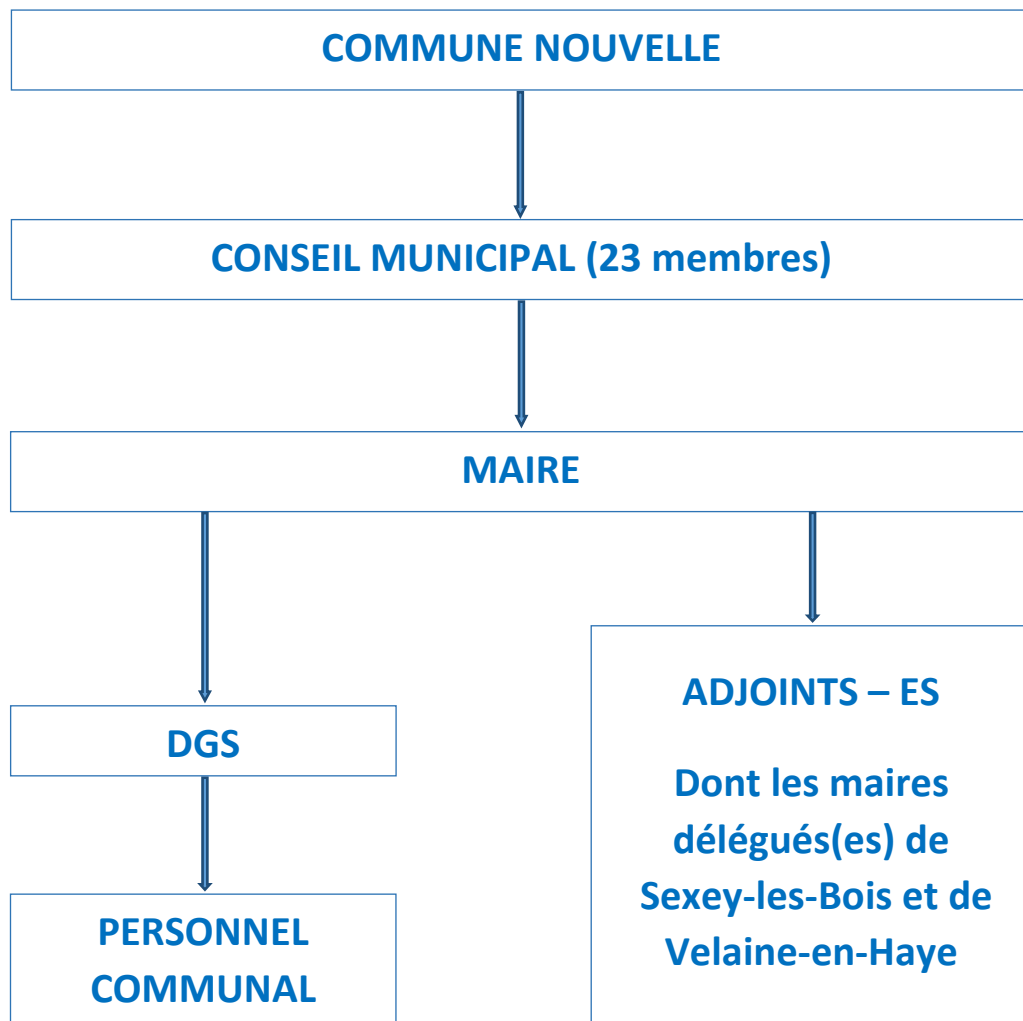 COMMUNE NOUVELLE
CONSEIL MUNICIPAL (23 membres)
MAIRE
DGS
PERSONNEL
COMMUNAL
ADJOINTS – ES
Dont les maires
délégués(es) de
Sexey-les-Bois et de
Velaine-en-Haye